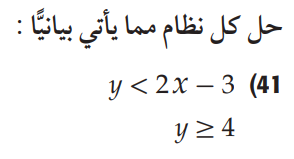 حل كل نظام مما يأتي بيانيًّا :
(41 y < 2x − 3
y ≥ 4